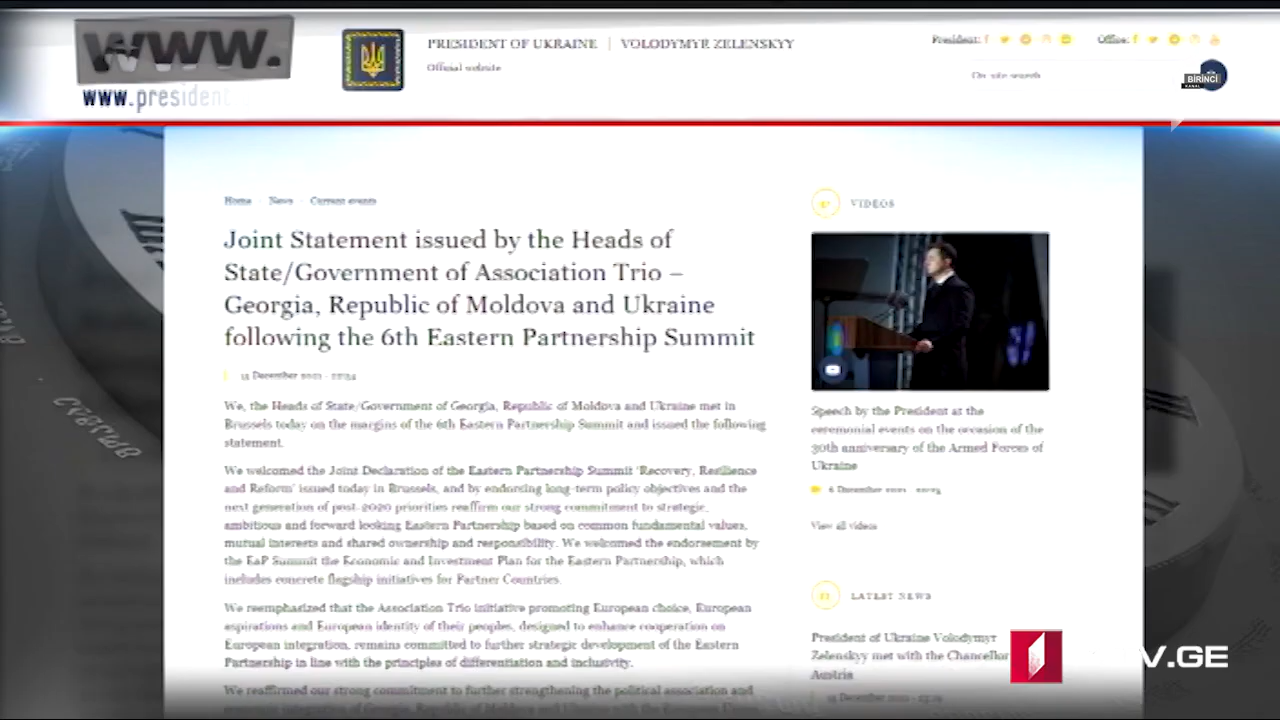 www.
www.president
PRESIDENT OF UKRAINE | VOLODYMYR ZELENSKYY
Official website
President:
Office:
On-site search
BİRİNCİ
KANAL
Home News Current events
Joint Statement issued by the Heads of
State/Government of Association Trio –
Georgia, Republic of Moldova and Ukraine
following the 6th Eastern Partnership Summit
December 2021
We, the Heads of State/Government of Georgia, Republic of Moldova and Ukraine met in
Brussels today on the margins of the 6th Eastern Partnership Summit and issued the following
statement.
We welcomed the Joint Declaration of the Eastern Partnership Summit 'Recovery, Resilience
and Reform' issued today in Brussels, and by endorsing long-term policy objectives and the
next generation of post-2020 priorities reaffirm our strong commitment to strategic,
ambitious and forward looking Eastern Partnership based on common fundamental values,
mutual interests and shared ownership and responsibility. We welcomed the endorsement by
the EaP Summit the Economic and Investment Plan for the Eastern Partnership, which
includes concrete flagship initiatives for Partner Countries.
We reemphasized that the Association Trio initiative promoting European choice, European
aspirations and European identity of their peoples, designed to enhance cooperation on
European integration, remains committed to further strategic development of the Eastern
Partnership in line with the principles of differentiation and inclusivity.
We reaffirmed our strong commitment to further strengthening the political association and
VIDEOS
Speech by the President at the
ceremonial events on the occasion of the
30th anniversary of the Armed Forces of
Ukraine
6 December 2021
View all videos
LATEST NEWS
President of Ukraine Volodymyr
Zelenskyy met with the Chancellor
Austria
December 2021
V.GE